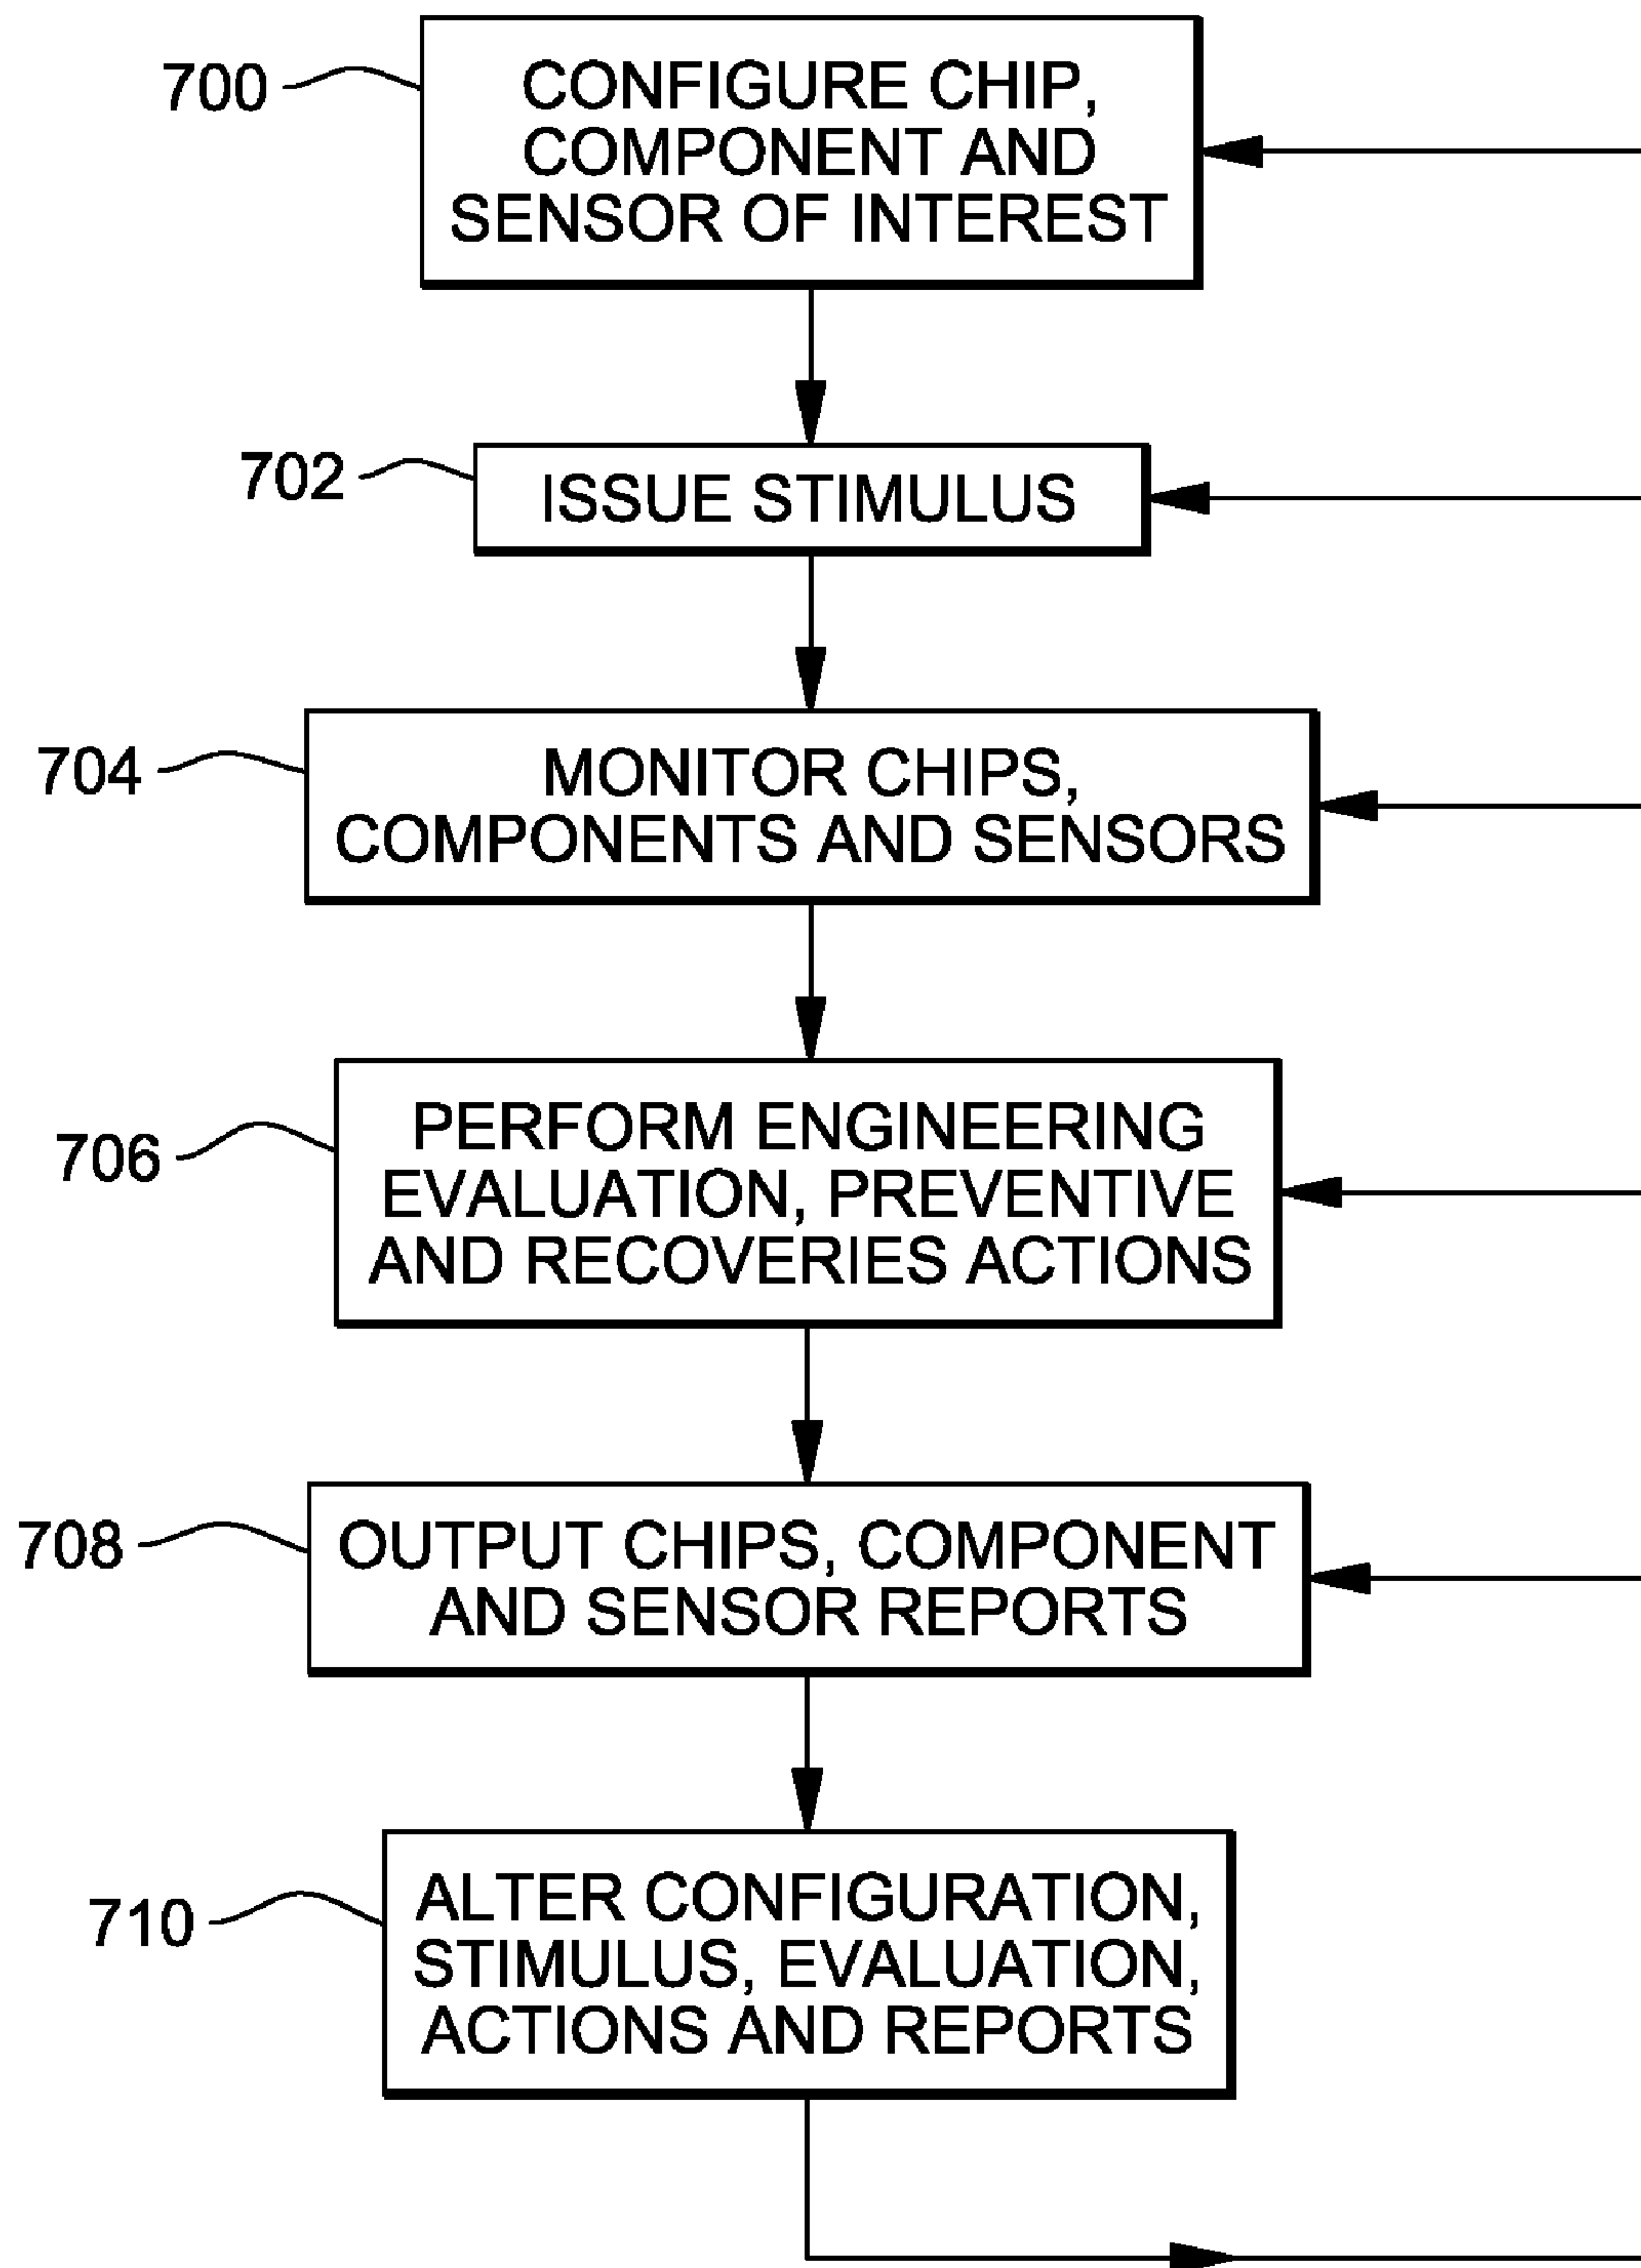 700
CONFIGURE CHIP,
COMPONENT AND
SENSOR OF INTEREST
702
ISSUE STIMULUS
704
MONITOR CHIPS,
COMPONENTS AND SENSORS
706
PERFORM ENGINEERING
EVALUATION, PREVENTIVE
AND RECOVERIES ACTIONS
708
OUTPUT CHIPS, COMPONENT
AND SENSOR REPORTS
710
ALTER CONFIGURATION,
STIMULUS, EVALUATION,
ACTIONS AND REPORTS